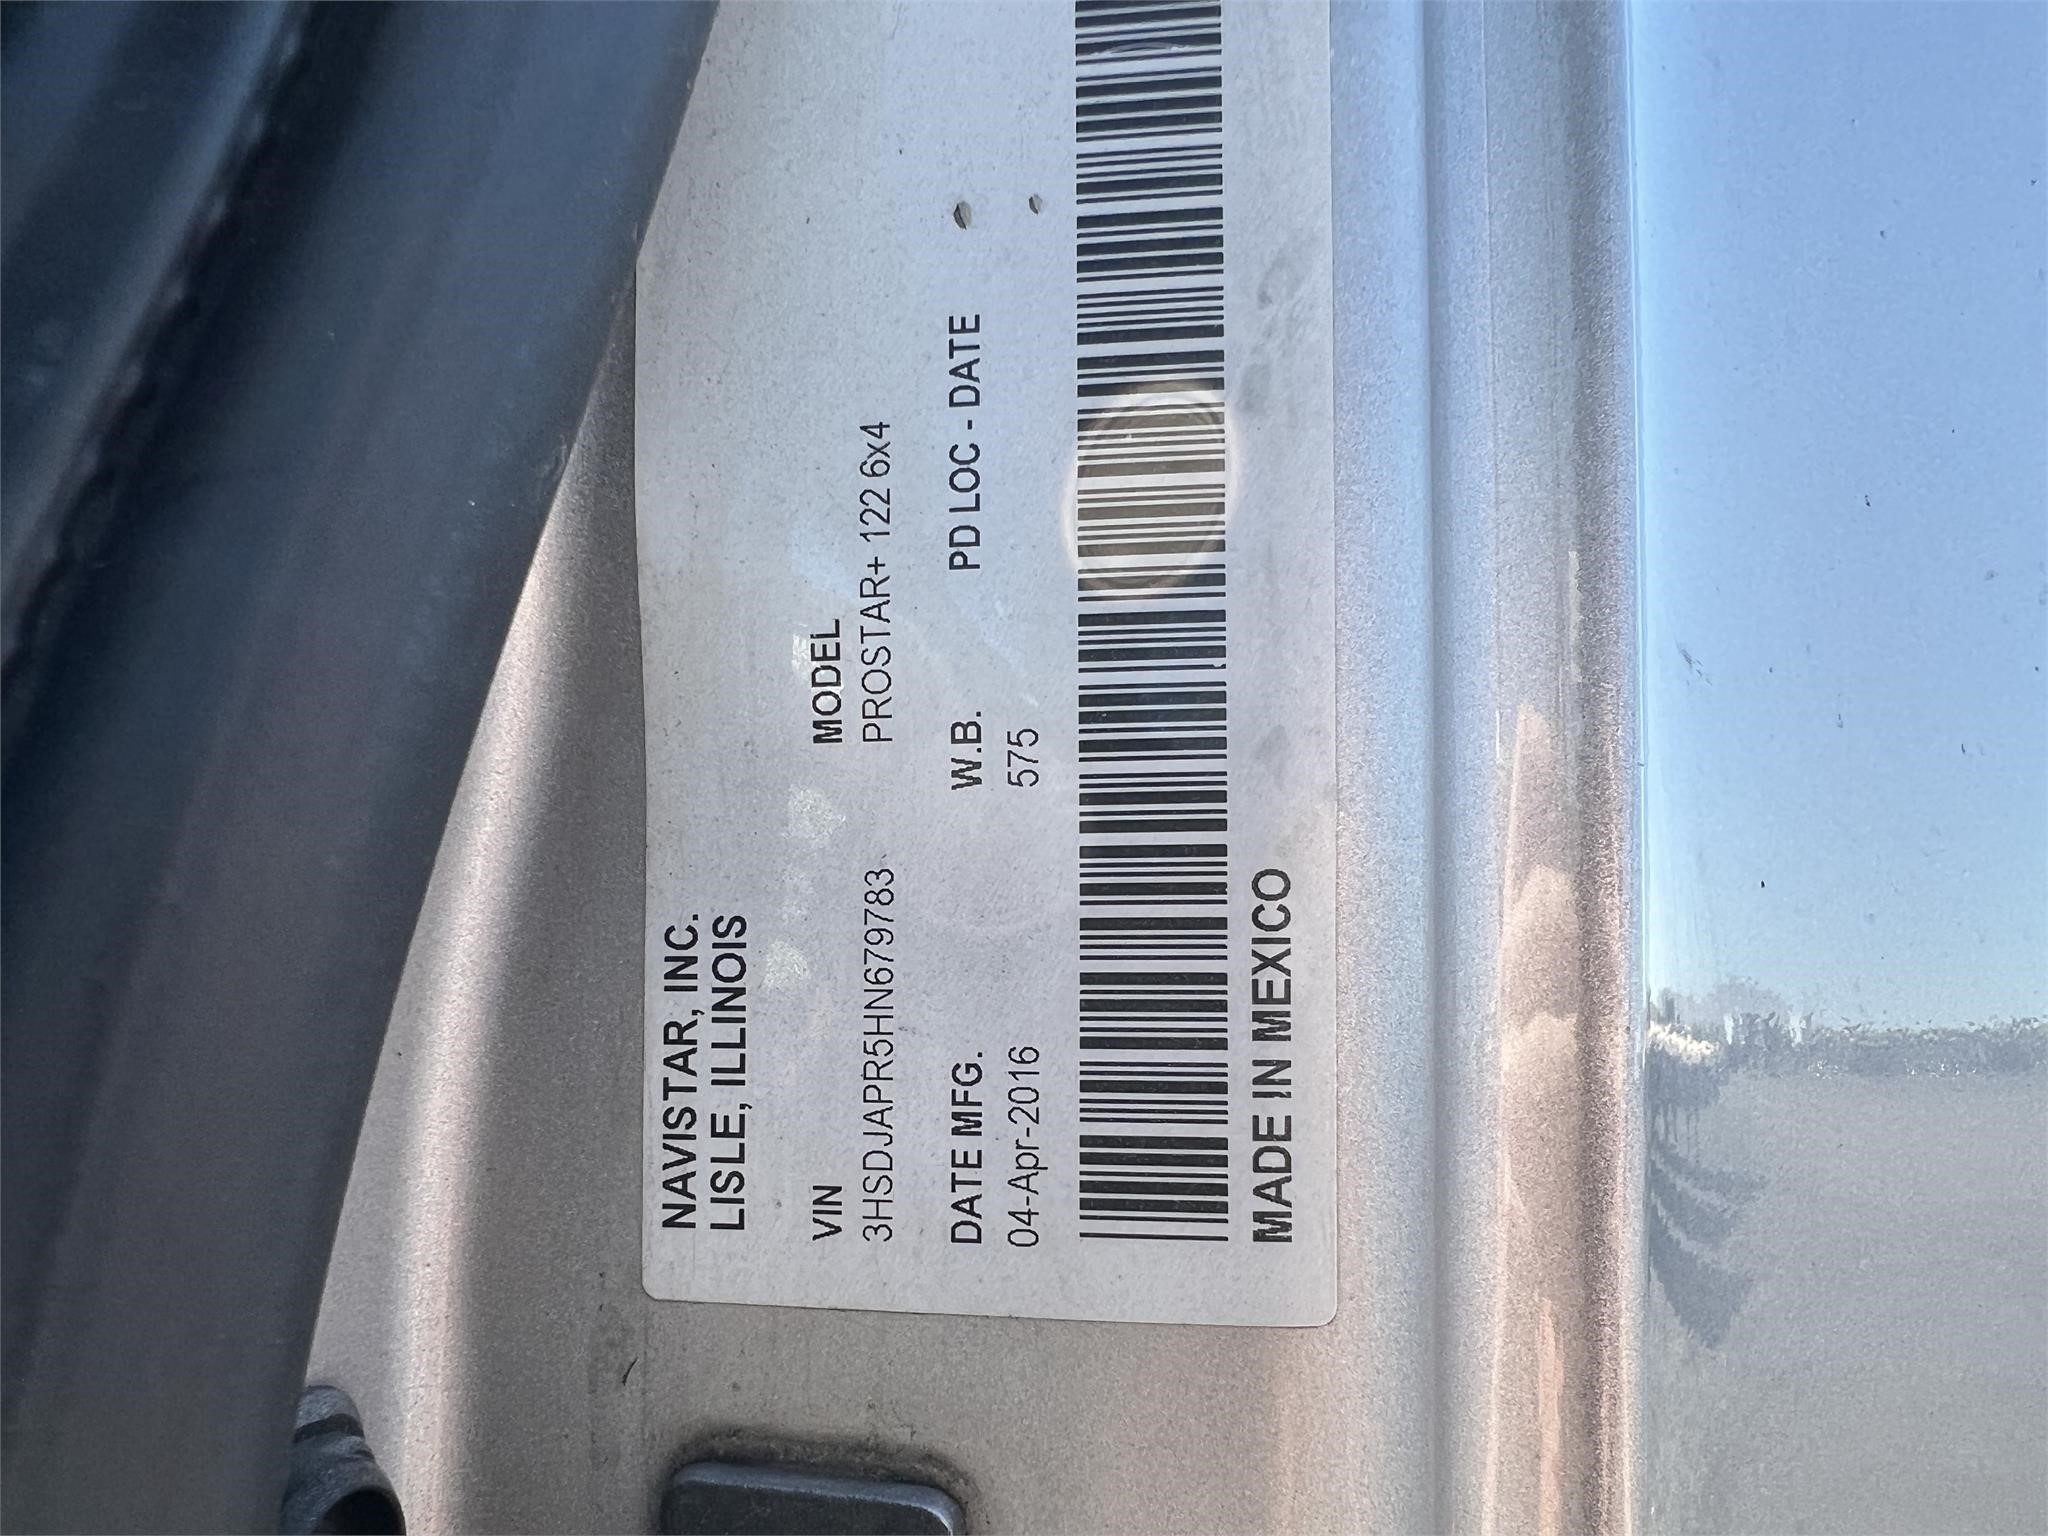 NAVISTAR, INC.
LISLE, ILLINOIS
VIN MODEL
3HSDJAPR5HN679783 PROSTAR+ 122 6x4
DATE MFG. W.B. PD LOC - DATE
04-Apr-2016 575
MADE IN MEXICO